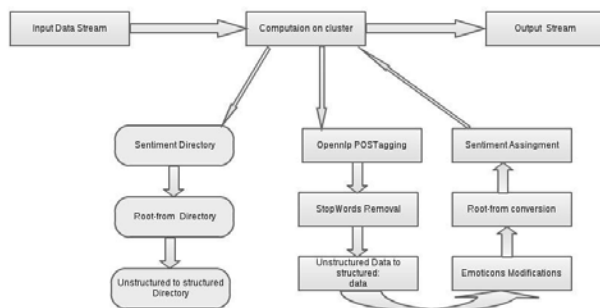 Input Data Stream
Computaion on cluster
Output Stream
Sentiment Directory
Opennlp POSTagging
Sentiment Assingment
Root-from Directory
StopWords Removal
Root-from conversion
Unstructured to structured
Directory
Unstructured Data to
structured:
data
Emoticons Modifications